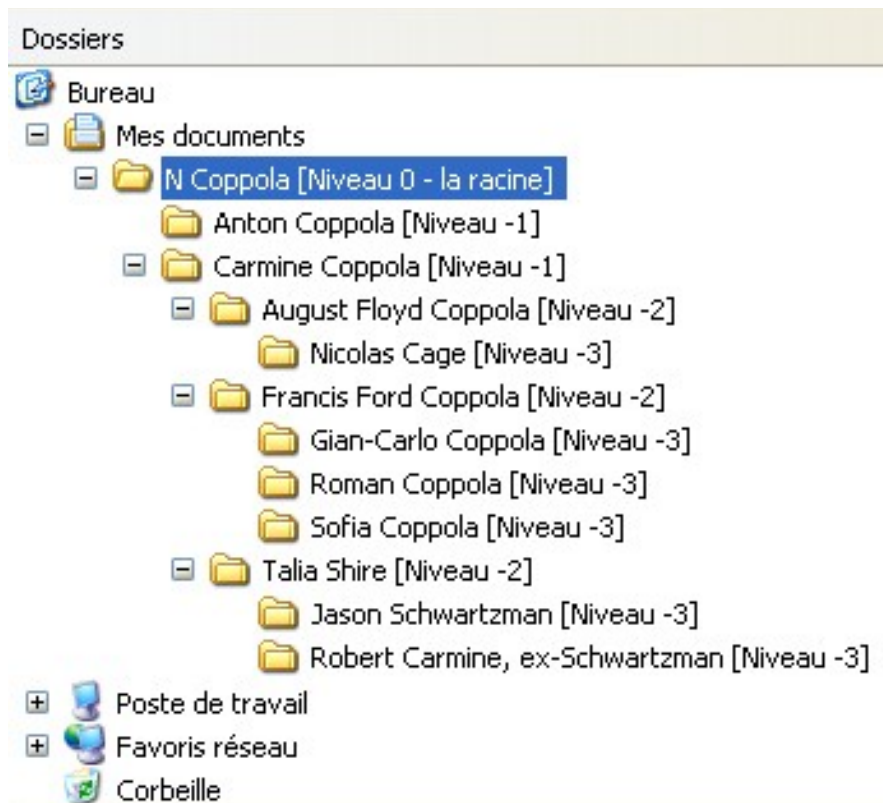 Dossiers
Bureau
Mes documents
N Coppola [Niveau 0 - la racine]
Anton Coppola [Niveau -1]
Carmine Coppola [Niveau -1]
August Floyd Coppola [Niveau -2]
Nicolas Cage [Niveau -3]
Francis Ford Coppola [Niveau -2]
Gian-Carlo Coppola [Niveau -3]
Roman Coppola [Niveau -3]
Sofia Coppola [Niveau -3]
Talia Shire [Niveau -2]
Jason Schwartzman [Niveau -3]
Robert Carmine, ex-Schwartzman [Niveau -3]
Poste de travail
Favoris réseau
Corbeille